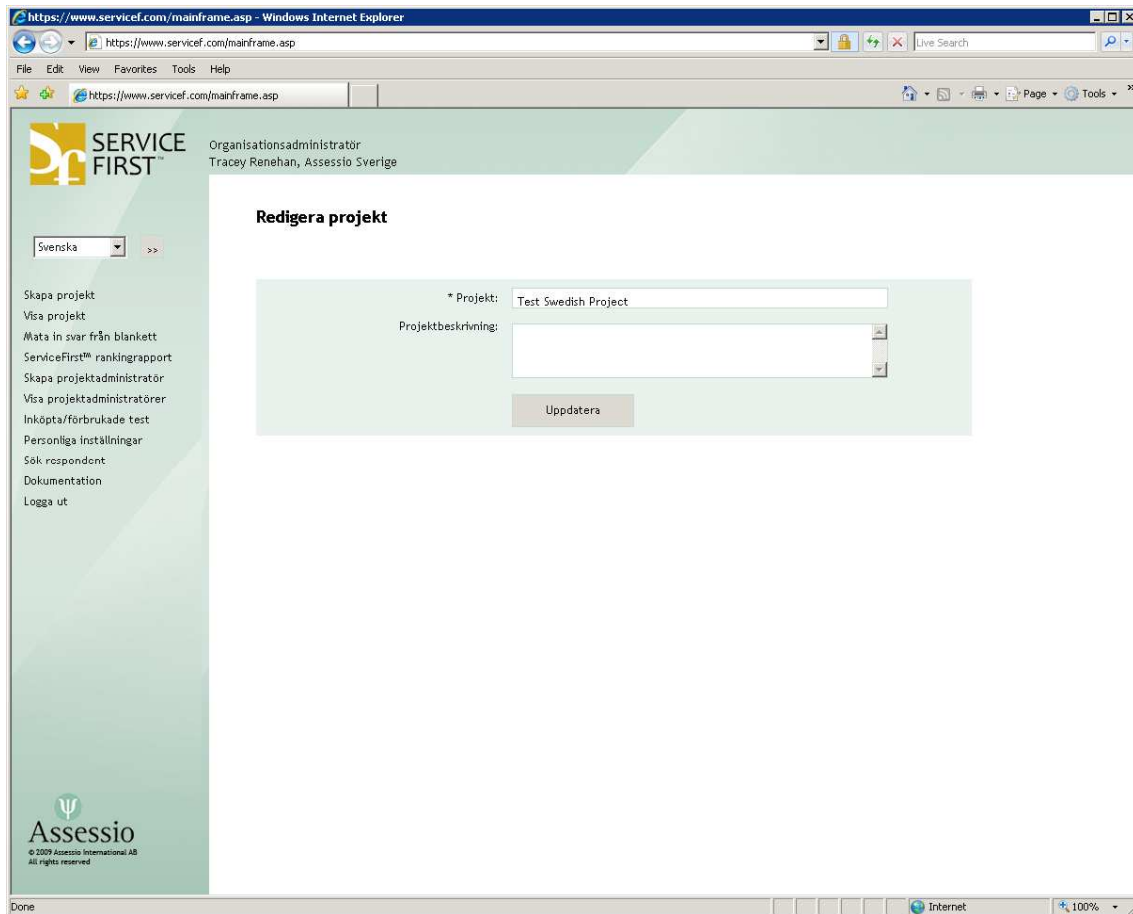 https://www.servicef.com/mainframe.asp - Windows Internet Explorer
https://www.servicef.com/mainframe.asp
Live Search
File Edit View Favorites Tools Help
https://www.servicef.com/mainframe.asp
Page Tools
SERVICE
FIRST™
Organisationsadministratör
Tracey Renehan, Assessio Sverige
Redigera projekt
Svenska >>
* Projekt: Test Swedish Project
Projektbeskrivning:
Uppdatera
Skapa projekt
Visa projekt
Mata in svar från blankett
ServiceFirst™ rankingrapport
Skapa projektadministratör
Visa projektadministratörer
Inköpta/förbrukade test
Personliga inställningar
Sök respondent
Dokumentation
Logga ut
Assessio
© 2009 Assessio International AB
All rights reserved
Done Internet 100%